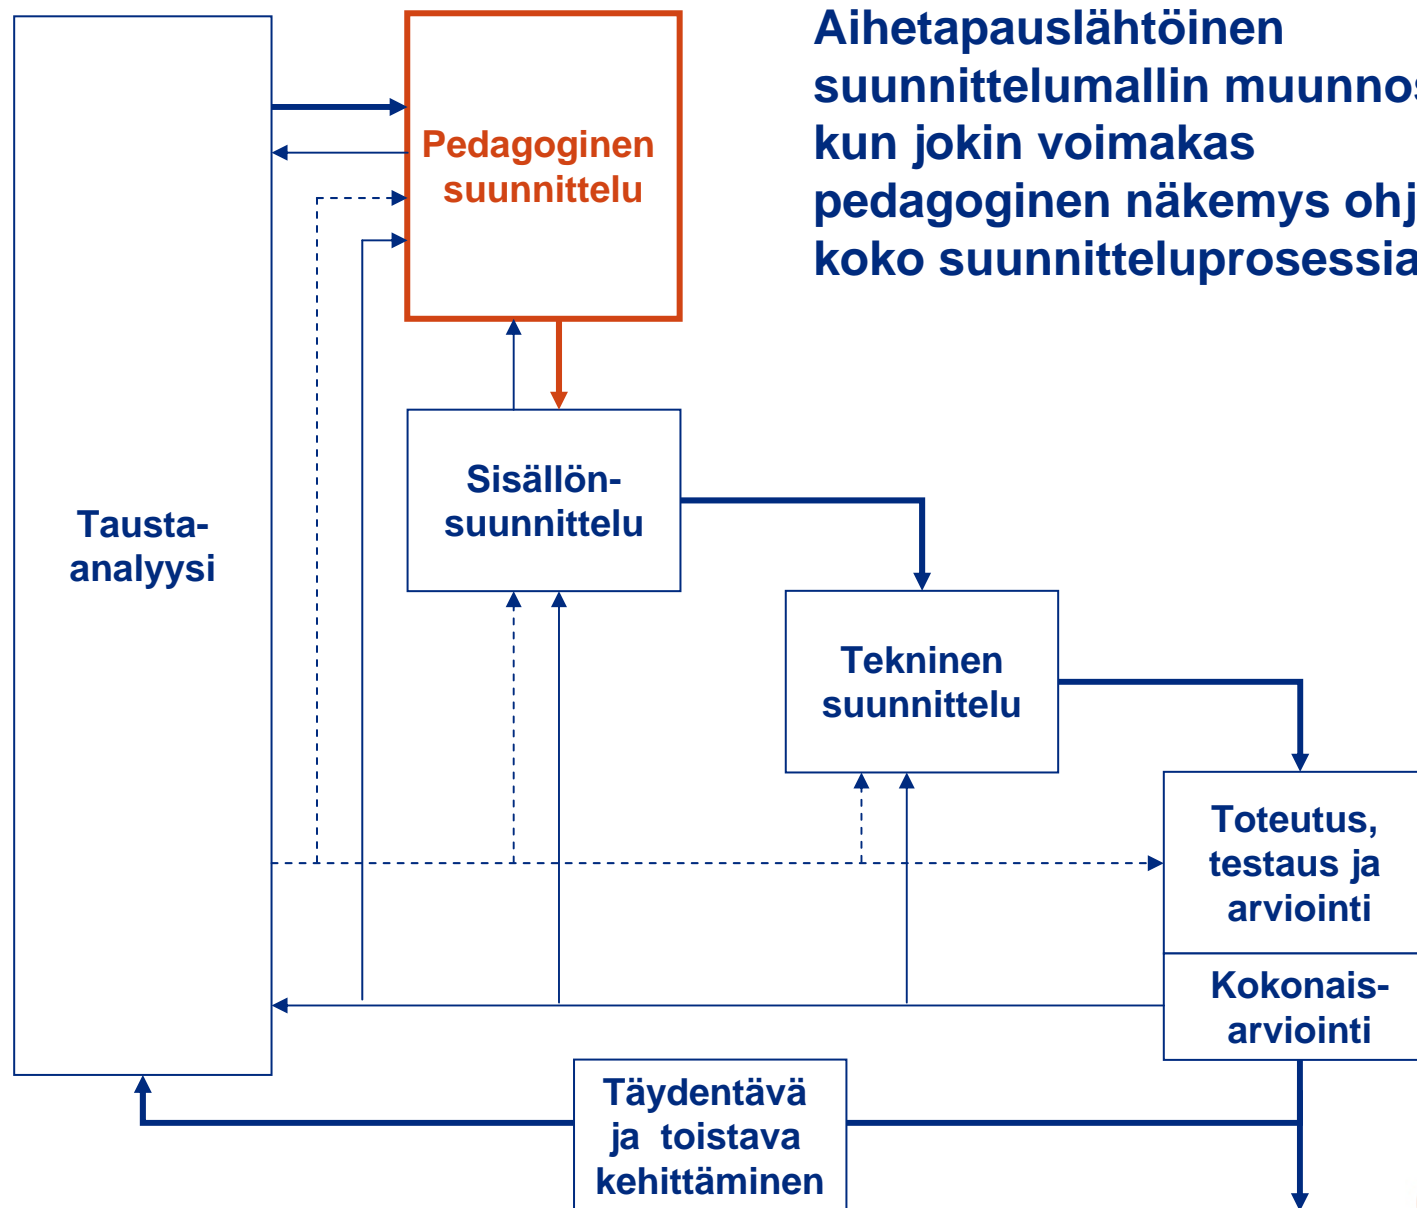 Aihetapauslähtöinen
suunnittelumallin muunnos
kun jokin voimakas
pedagoginen näkemys ohj
koko suunnitteluprosessia
Pedagoginen
suunnittelu
Sisällön-
suunnittelu
Tausta-
analyysi
Tekninen
suunnittelu
Toteutus,
testaus ja
arviointi
Kokonais-
arviointi
Täydentävä
ja toistava
kehittäminen